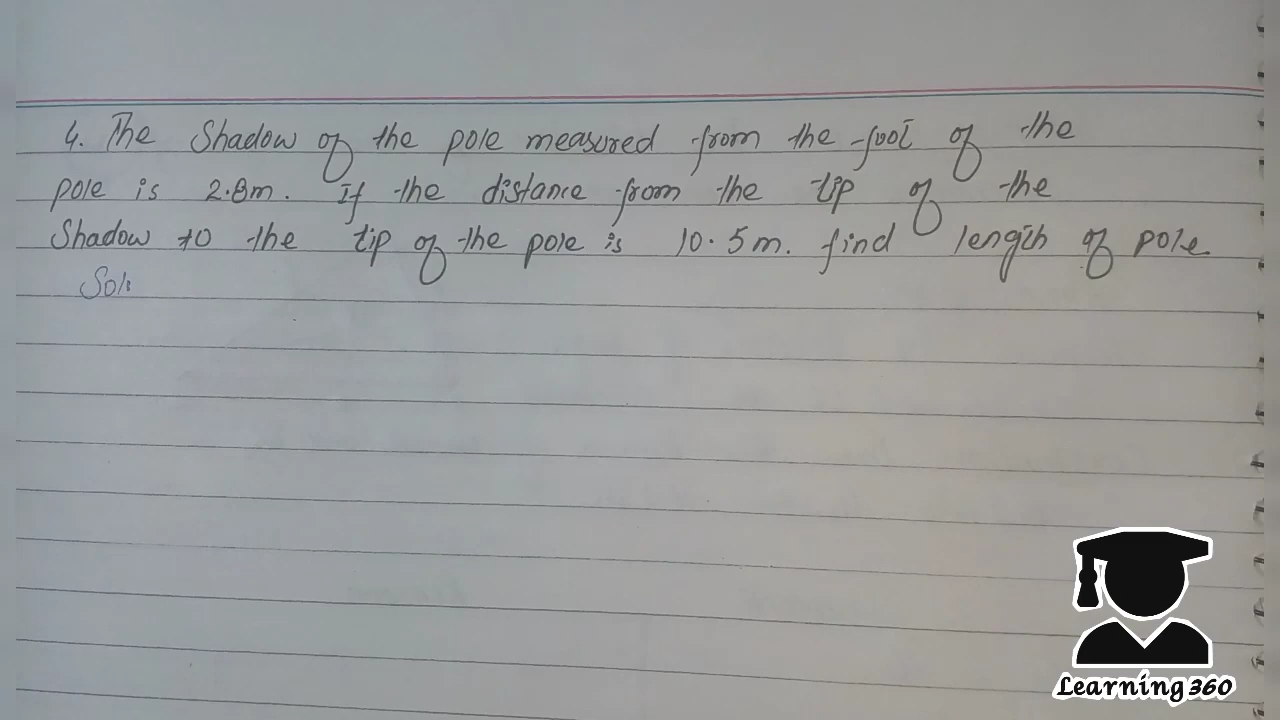 4. The Shadow of the pole measured from the foot of the
pole is 2.8m. If the distance from the tip of the
Shadow to the tip of the pole is 10.5m. find length of pole
Sol:
Learning 360